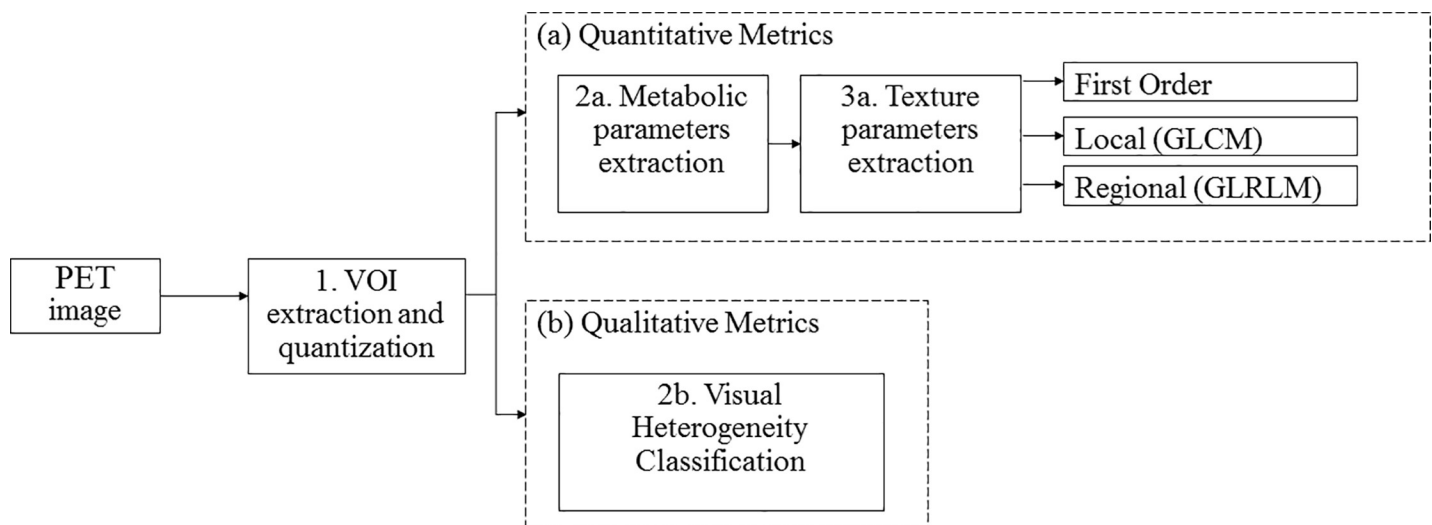 (a) Quantitative Metrics
2a. Metabolic
parameters
extraction
3a. Texture
parameters
extraction
First Order
Local (GLCM)
Regional (GLRLM)
PET
image
1. VOI
extraction and
quantization
(b) Qualitative Metrics
2b. Visual
Heterogeneity
Classification